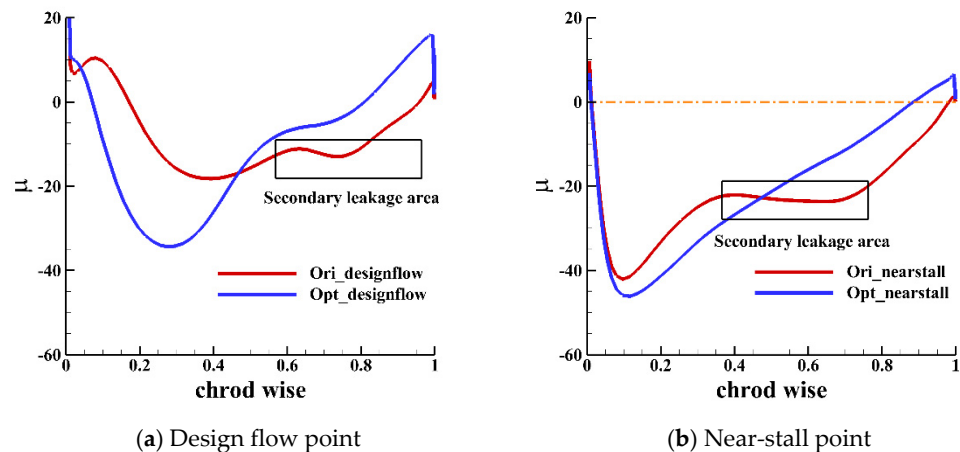 20
0
-20
-40
-60
μ
Secondary leakage area
Ori_designflow
Opt_designflow
0 0.2 0.4 0.6 0.8 1
chrod wise
(a) Design flow point
20
0
-20
-40
-60
μ
Secondary leakage area
Ori_nearstall
Opt_nearstall
0 0.2 0.4 0.6 0.8 1
chrod wise
(b) Near-stall point